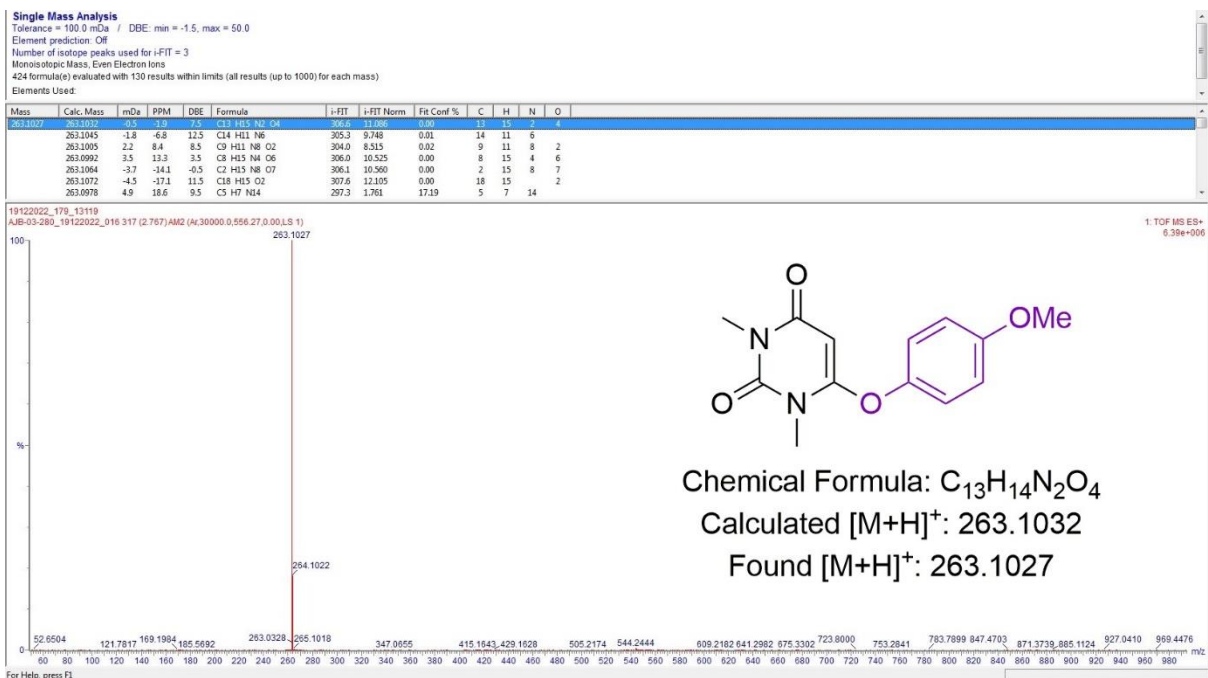 Single Mass Analysis
Tolerance = 100.0 mDa / DBE: min = -1.5, max = 50.0
Element prediction: Off
Number of isotope peaks used for i-FIT = 3
Monoisotopic Mass, Even Electron Ions
424 formula(e) evaluated with 130 results within limits (all results (up to 1000) for each mass)
Elements Used:
Mass Calc. Mass mDa PPM DBE Formula i-FIT i-FIT Norm Fit Conf % C H N O
263.1027 263.1032 -0.5 -1.9 7.5 C13 H15 N2 O4 306.6 11.086 0.00 13 15 2 4
263.1045 -1.8 -6.8 12.5 C14 H11 N6 305.3 9.748 0.01 14 11 6
263.1005 2.2 8.4 8.5 C9 H11 N8 O2 304.0 8.515 0.02 9 11 8 2
263.0992 3.5 13.3 3.5 C8 H15 N4 O6 306.0 10.525 0.00 8 15 4 6
263.1064 -3.7 -14.1 -0.5 C2 H15 N8 O7 306.1 10.560 0.00 2 15 8 7
263.1072 -4.5 -17.1 11.5 C18 H15 O2 307.6 12.105 0.00 18 15 2
263.0978 4.9 18.6 9.5 C5 H7 N14 297.3 1.761 17.19 5 7 14
19122022_179_13119
AJB-03-280_19122022_016 317 (2.767) AM2 (Ar,30000.0,556.27,0.00,LS 1)
1: TOF MS ES+
6.39e+006
100
263.1027
O
OMe
N
O
N
O
%
Chemical Formula: C₁₃H₁₄N₂O₄
Calculated [M+H]⁺: 263.1032
Found [M+H]⁺: 263.1027
264.1022
52.6504 121.7817 169.1984 185.5692 263.0328 265.1018 347.0655 415.1643 429.1628 505.2174 544.2444 609.2182 641.2982 675.3302 723.8000 753.2841 783.7899 847.4703 871.3739 885.1124 927.0410 969.4476
0
m/z
60 80 100 120 140 160 180 200 220 240 260 280 300 320 340 360 380 400 420 440 460 480 500 520 540 560 580 600 620 640 660 680 700 720 740 760 780 800 820 840 860 880 900 920 940 960 980
For Help, press F1